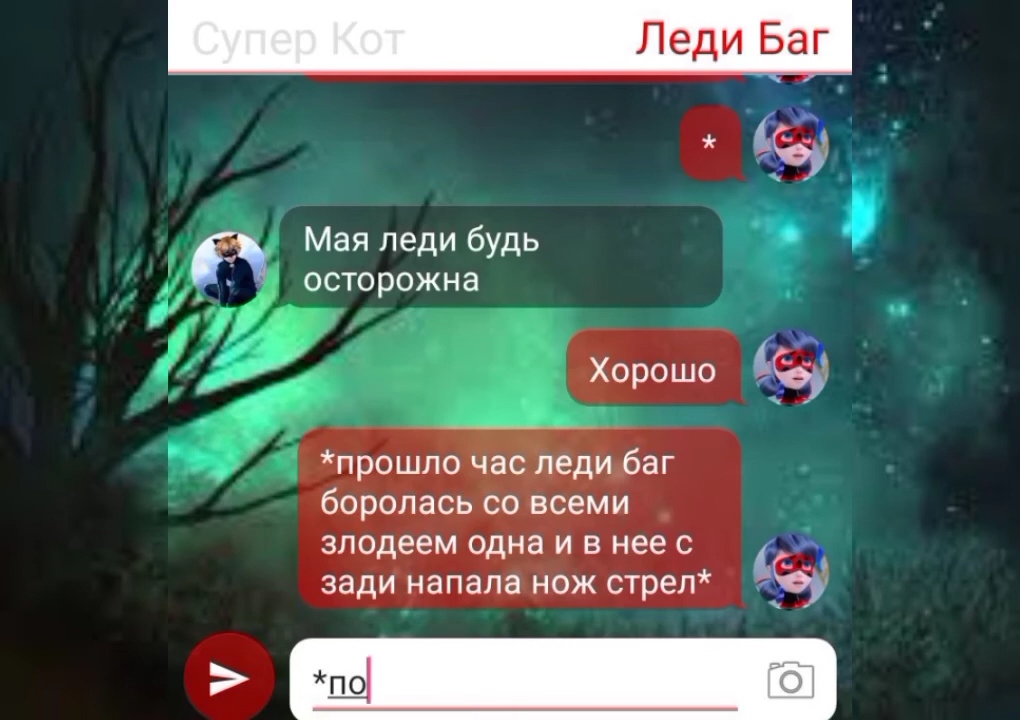 Супер Кот Леди Баг
*
Мая леди будь
осторожна
Хорошо
*прошло час леди баг
боролась со всеми
злодеем одна и в нее с
зади напала нож стрел*
*по